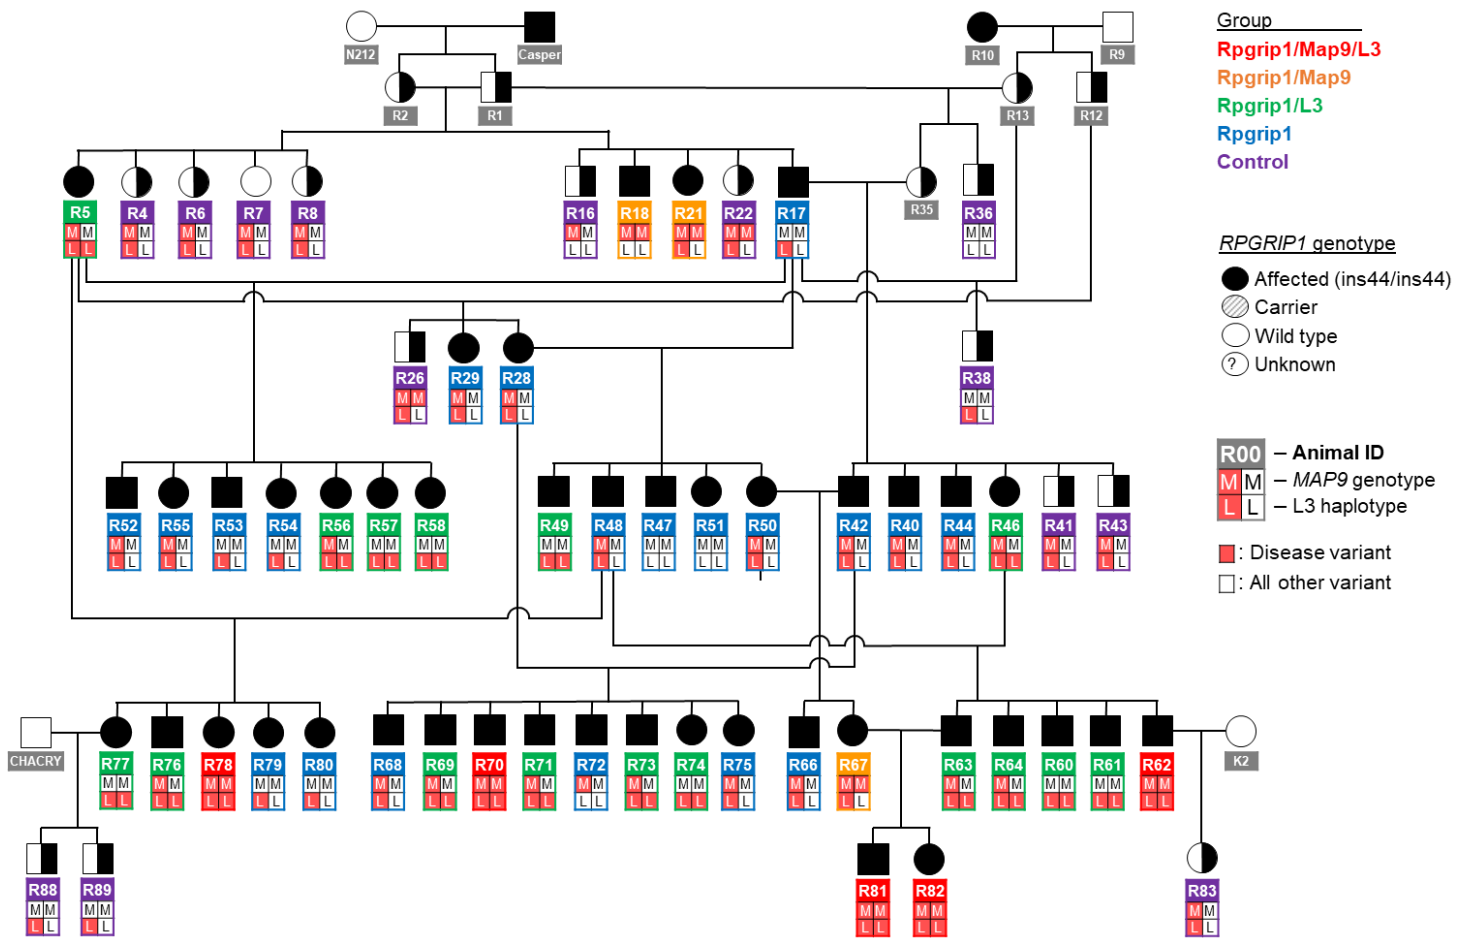 N212
Casper
R10
R9
Group
Rpgrip1/Map9/L3
Rpgrip1/Map9
Rpgrip1/L3
Rpgrip1
Control
R2
R1
R13
R12
R5
M M
L L
R4
M M
L L
R6
M M
L L
R7
M M
L L
R8
M M
L L
R16
M M
L L
R18
M M
L L
R21
M M
L L
R22
M M
L L
R17
M M
L L
R35
R36
M M
L L
RPGRIP1 genotype
Affected (ins44/ins44)
Carrier
Wild type
? Unknown
R26
M M
L L
R29
M M
L L
R28
M M
L L
R38
M M
L L
R00 – Animal ID
M M – MAP9 genotype
L L – L3 haplotype
: Disease variant
: All other variant
R52
M M
L L
R55
M M
L L
R53
M M
L L
R54
M M
L L
R56
M M
L L
R57
M M
L L
R58
M M
L L
R49
M M
L L
R48
M M
L L
R47
M M
L L
R51
M M
L L
R50
M M
L L
R42
M M
L L
R40
M M
L L
R44
M M
L L
R46
M M
L L
R41
M M
L L
R43
M M
L L
CHACRY
R77
M M
L L
R76
M M
L L
R78
M M
L L
R79
M M
L L
R80
M M
L L
R68
M M
L L
R69
M M
L L
R70
M M
L L
R71
M M
L L
R72
M M
L L
R73
M M
L L
R74
M M
L L
R75
M M
L L
R66
M M
L L
R67
M M
L L
R63
M M
L L
R64
M M
L L
R60
M M
L L
R61
M M
L L
R62
M M
L L
K2
R88
M M
L L
R89
M M
L L
R81
M M
L L
R82
M M
L L
R83
M M
L L